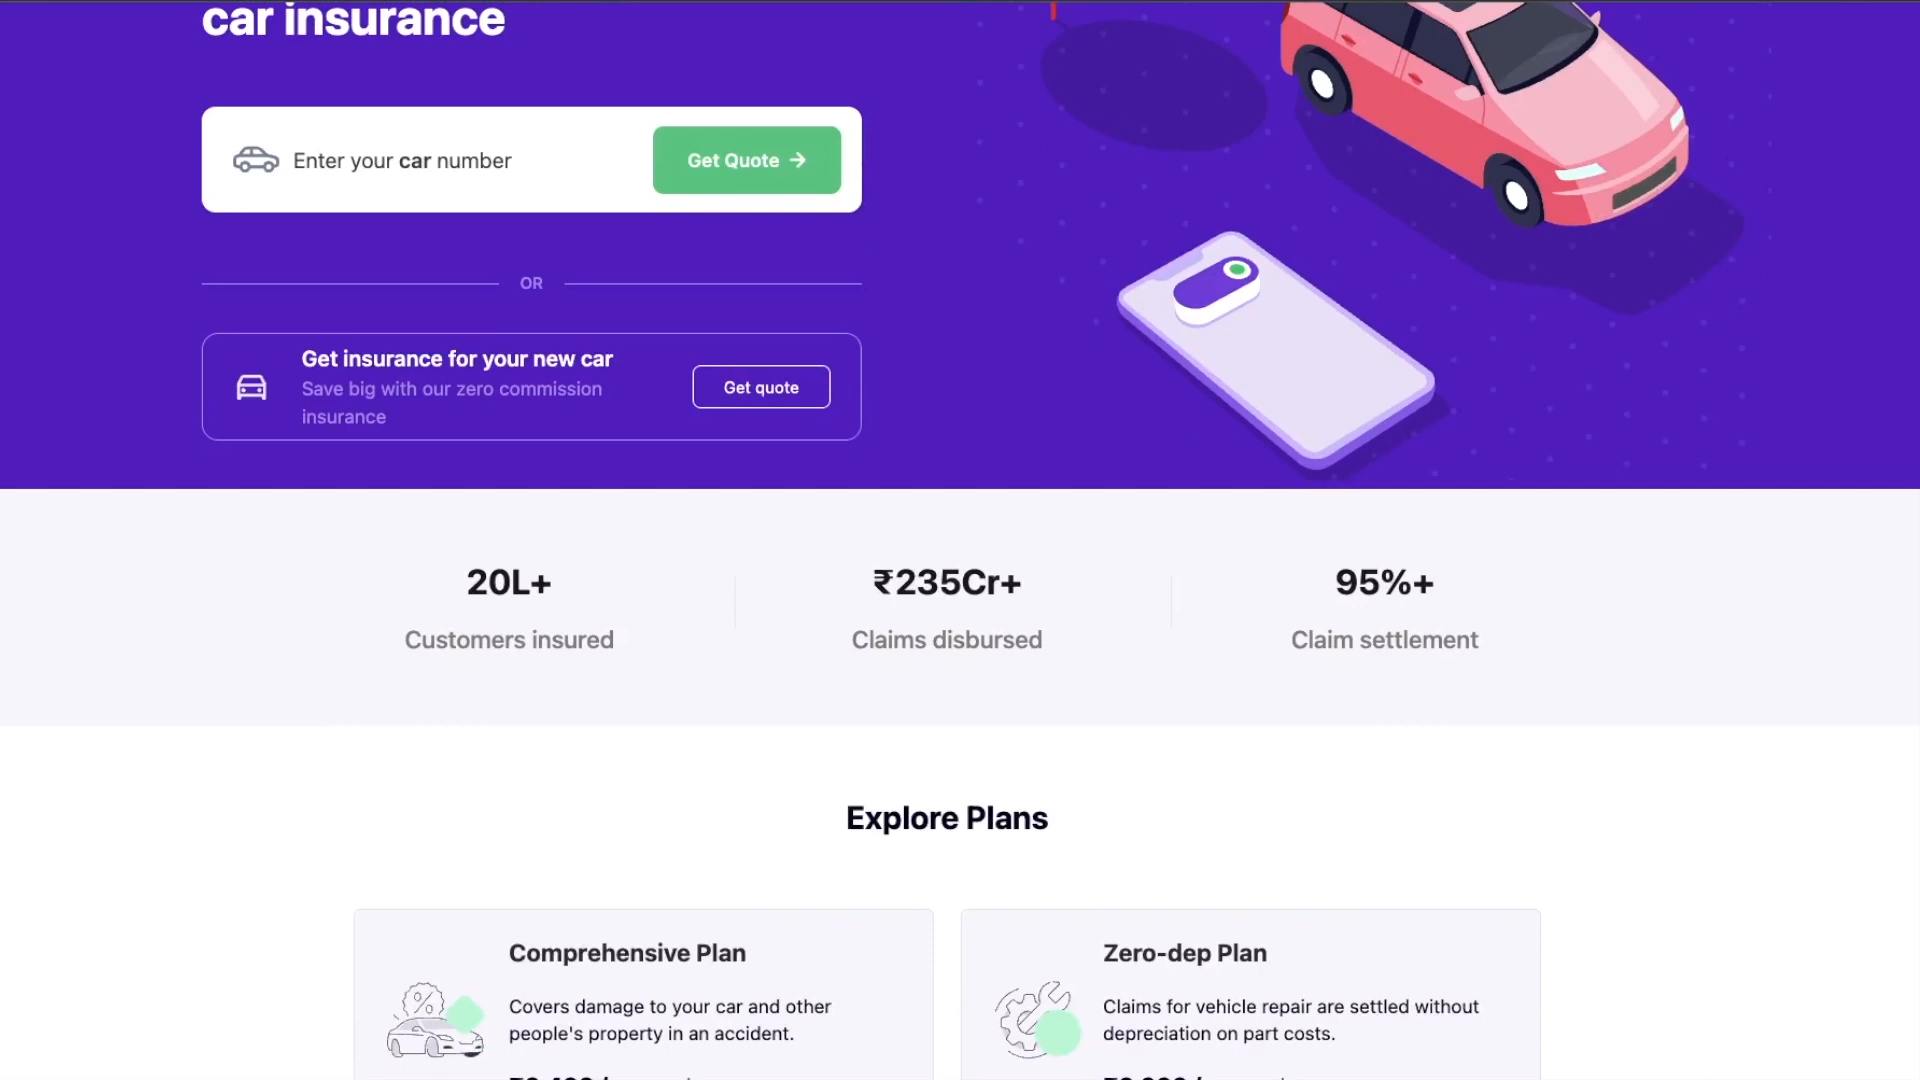 car insurance
Enter your car number
Get Quote →
OR
Get insurance for your new car
Save big with our zero commission
insurance
Get quote
20L+
Customers insured
₹235Cr+
Claims disbursed
95%+
Claim settlement
Explore Plans
Comprehensive Plan
Covers damage to your car and other
people's property in an accident.
Zero-dep Plan
Claims for vehicle repair are settled without
depreciation on part costs.